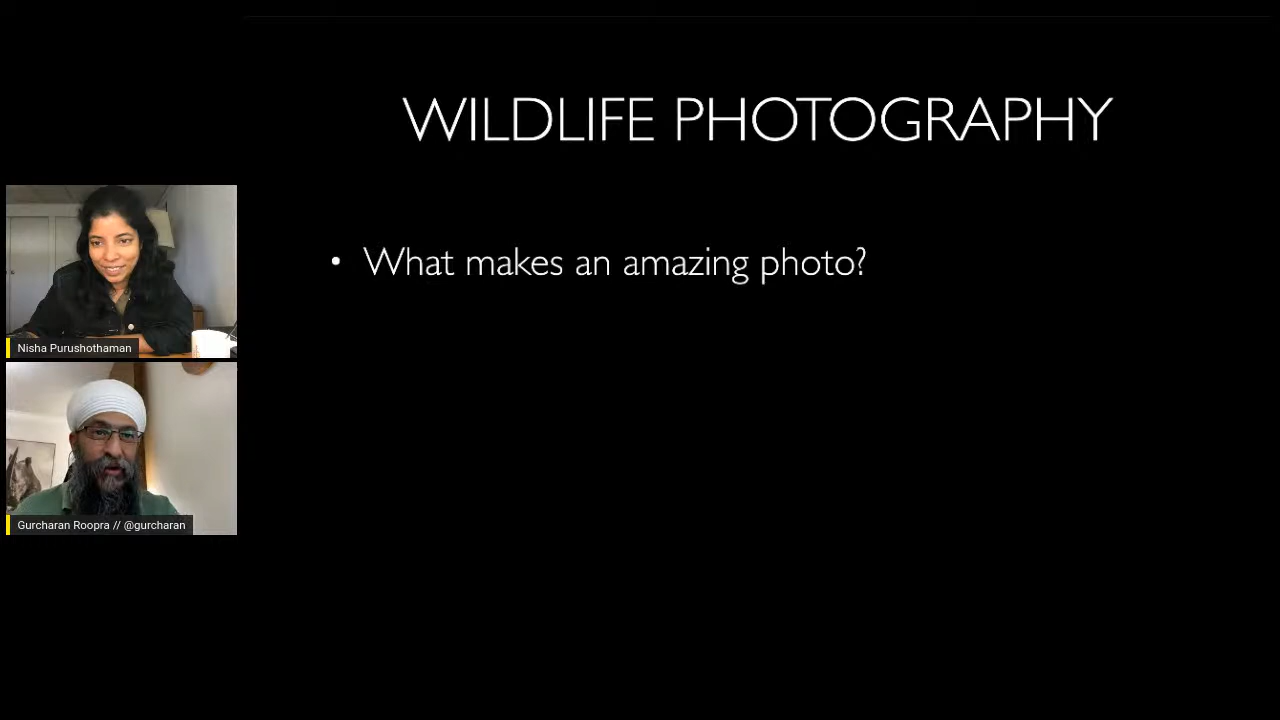 WILDLIFE PHOTOGRAPHY
• What makes an amazing photo?
Nisha Purushothaman
Gurcharan Roopra // @gurcharan